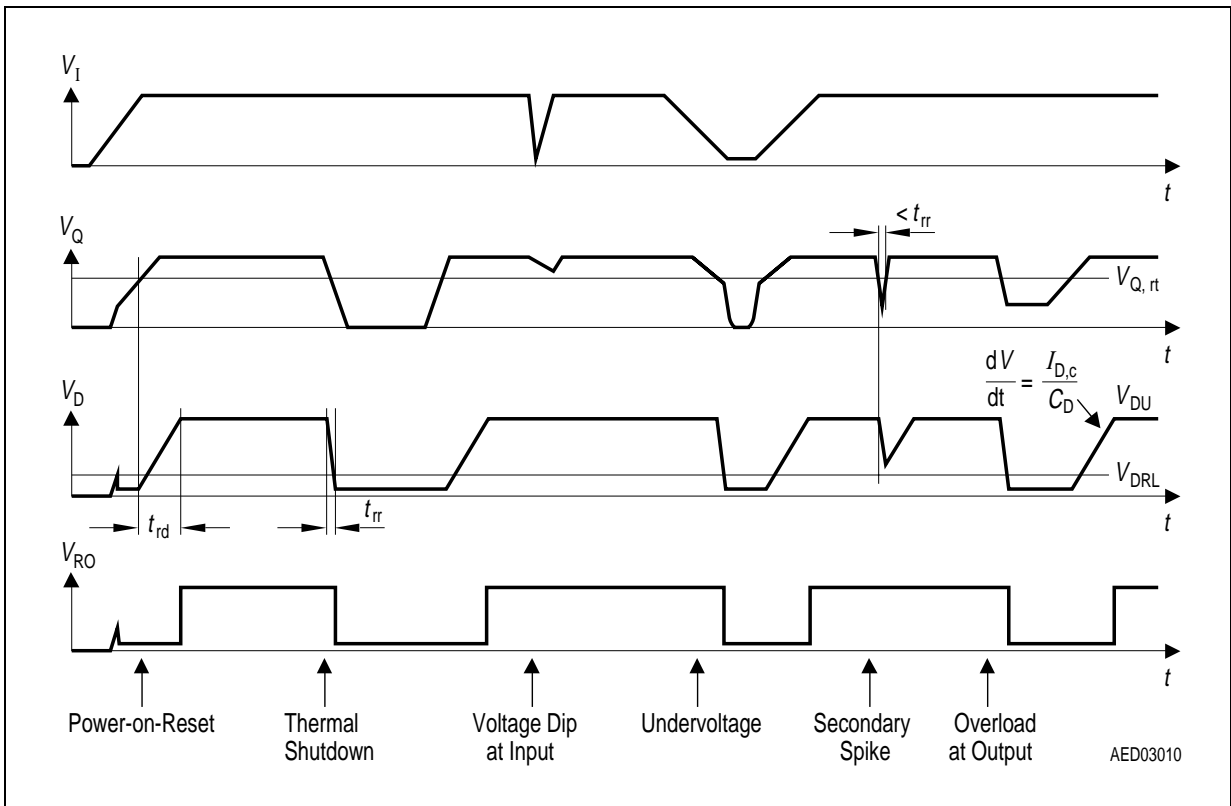 V_I
t
V_Q
< t_rr
V_Q, rt
t
dV/dt = I_D,c/C_D
V_D
V_DU
V_DRL
t_rd
t_rr
t
V_RO
t
Power-on-Reset
Thermal
Shutdown
Voltage Dip
at Input
Undervoltage
Secondary
Spike
Overload
at Output
AED03010